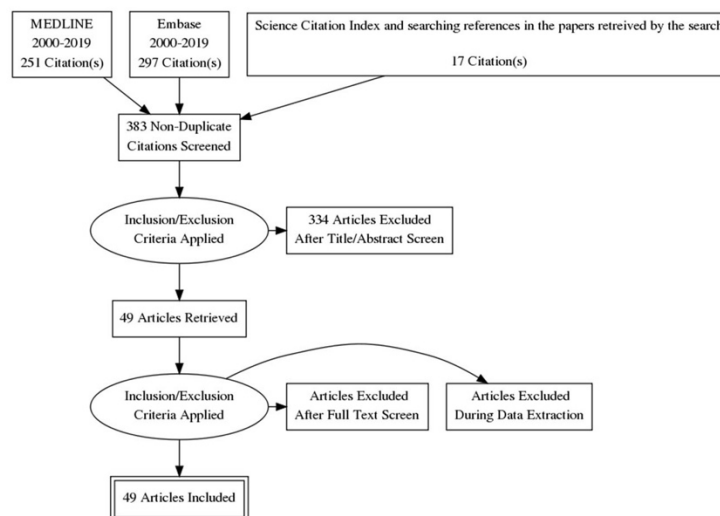 MEDLINE
2000-2019
251 Citation(s)
Embase
2000-2019
297 Citation(s)
Science Citation Index and searching references in the papers retreived by the search
17 Citation(s)
383 Non-Duplicate
Citations Screened
Inclusion/Exclusion
Criteria Applied
334 Articles Excluded
After Title/Abstract Screen
49 Articles Retrieved
Inclusion/Exclusion
Criteria Applied
Articles Excluded
After Full Text Screen
Articles Excluded
During Data Extraction
49 Articles Included